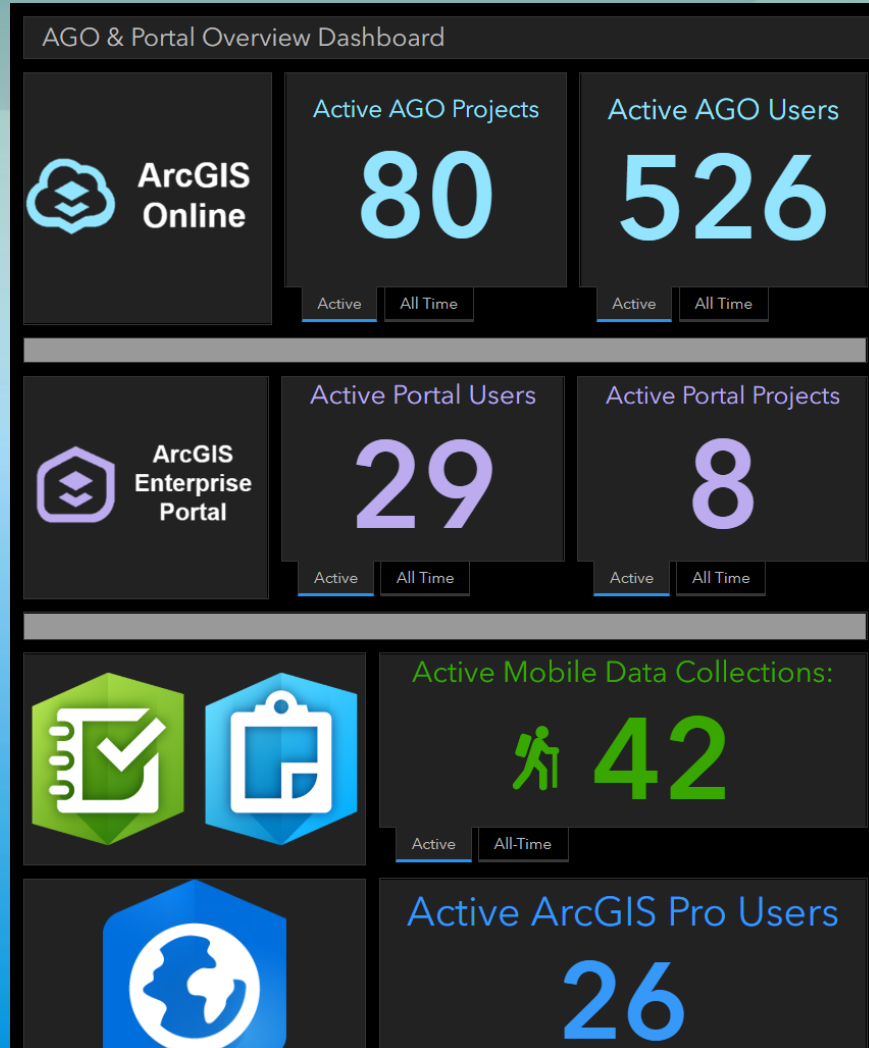 AGO & Portal Overview Dashboard
ArcGIS
Online
Active AGO Projects
80
Active
All Time
Active AGO Users
526
Active
All Time
ArcGIS
Enterprise
Portal
Active Portal Users
29
Active
All Time
Active Portal Projects
8
Active
All Time
Active Mobile Data Collections:
42
Active
All-Time
Active ArcGIS Pro Users
26